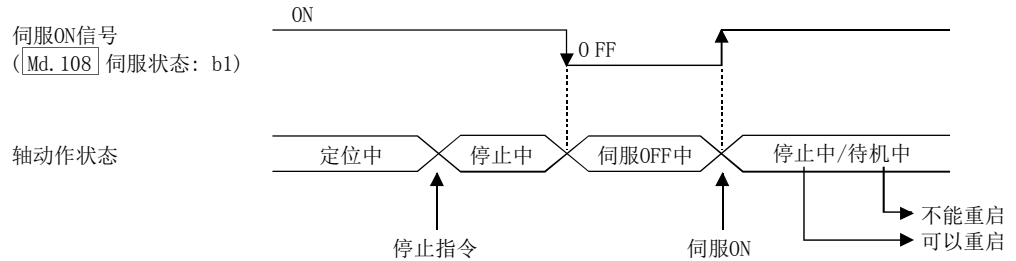 ON
伺服ON信号
OFF
(Md.108 伺服状态: b1)
轴动作状态
定位中
停止中
伺服OFF中
停止中/待机中
不能重启
可以重启
停止指令
伺服ON